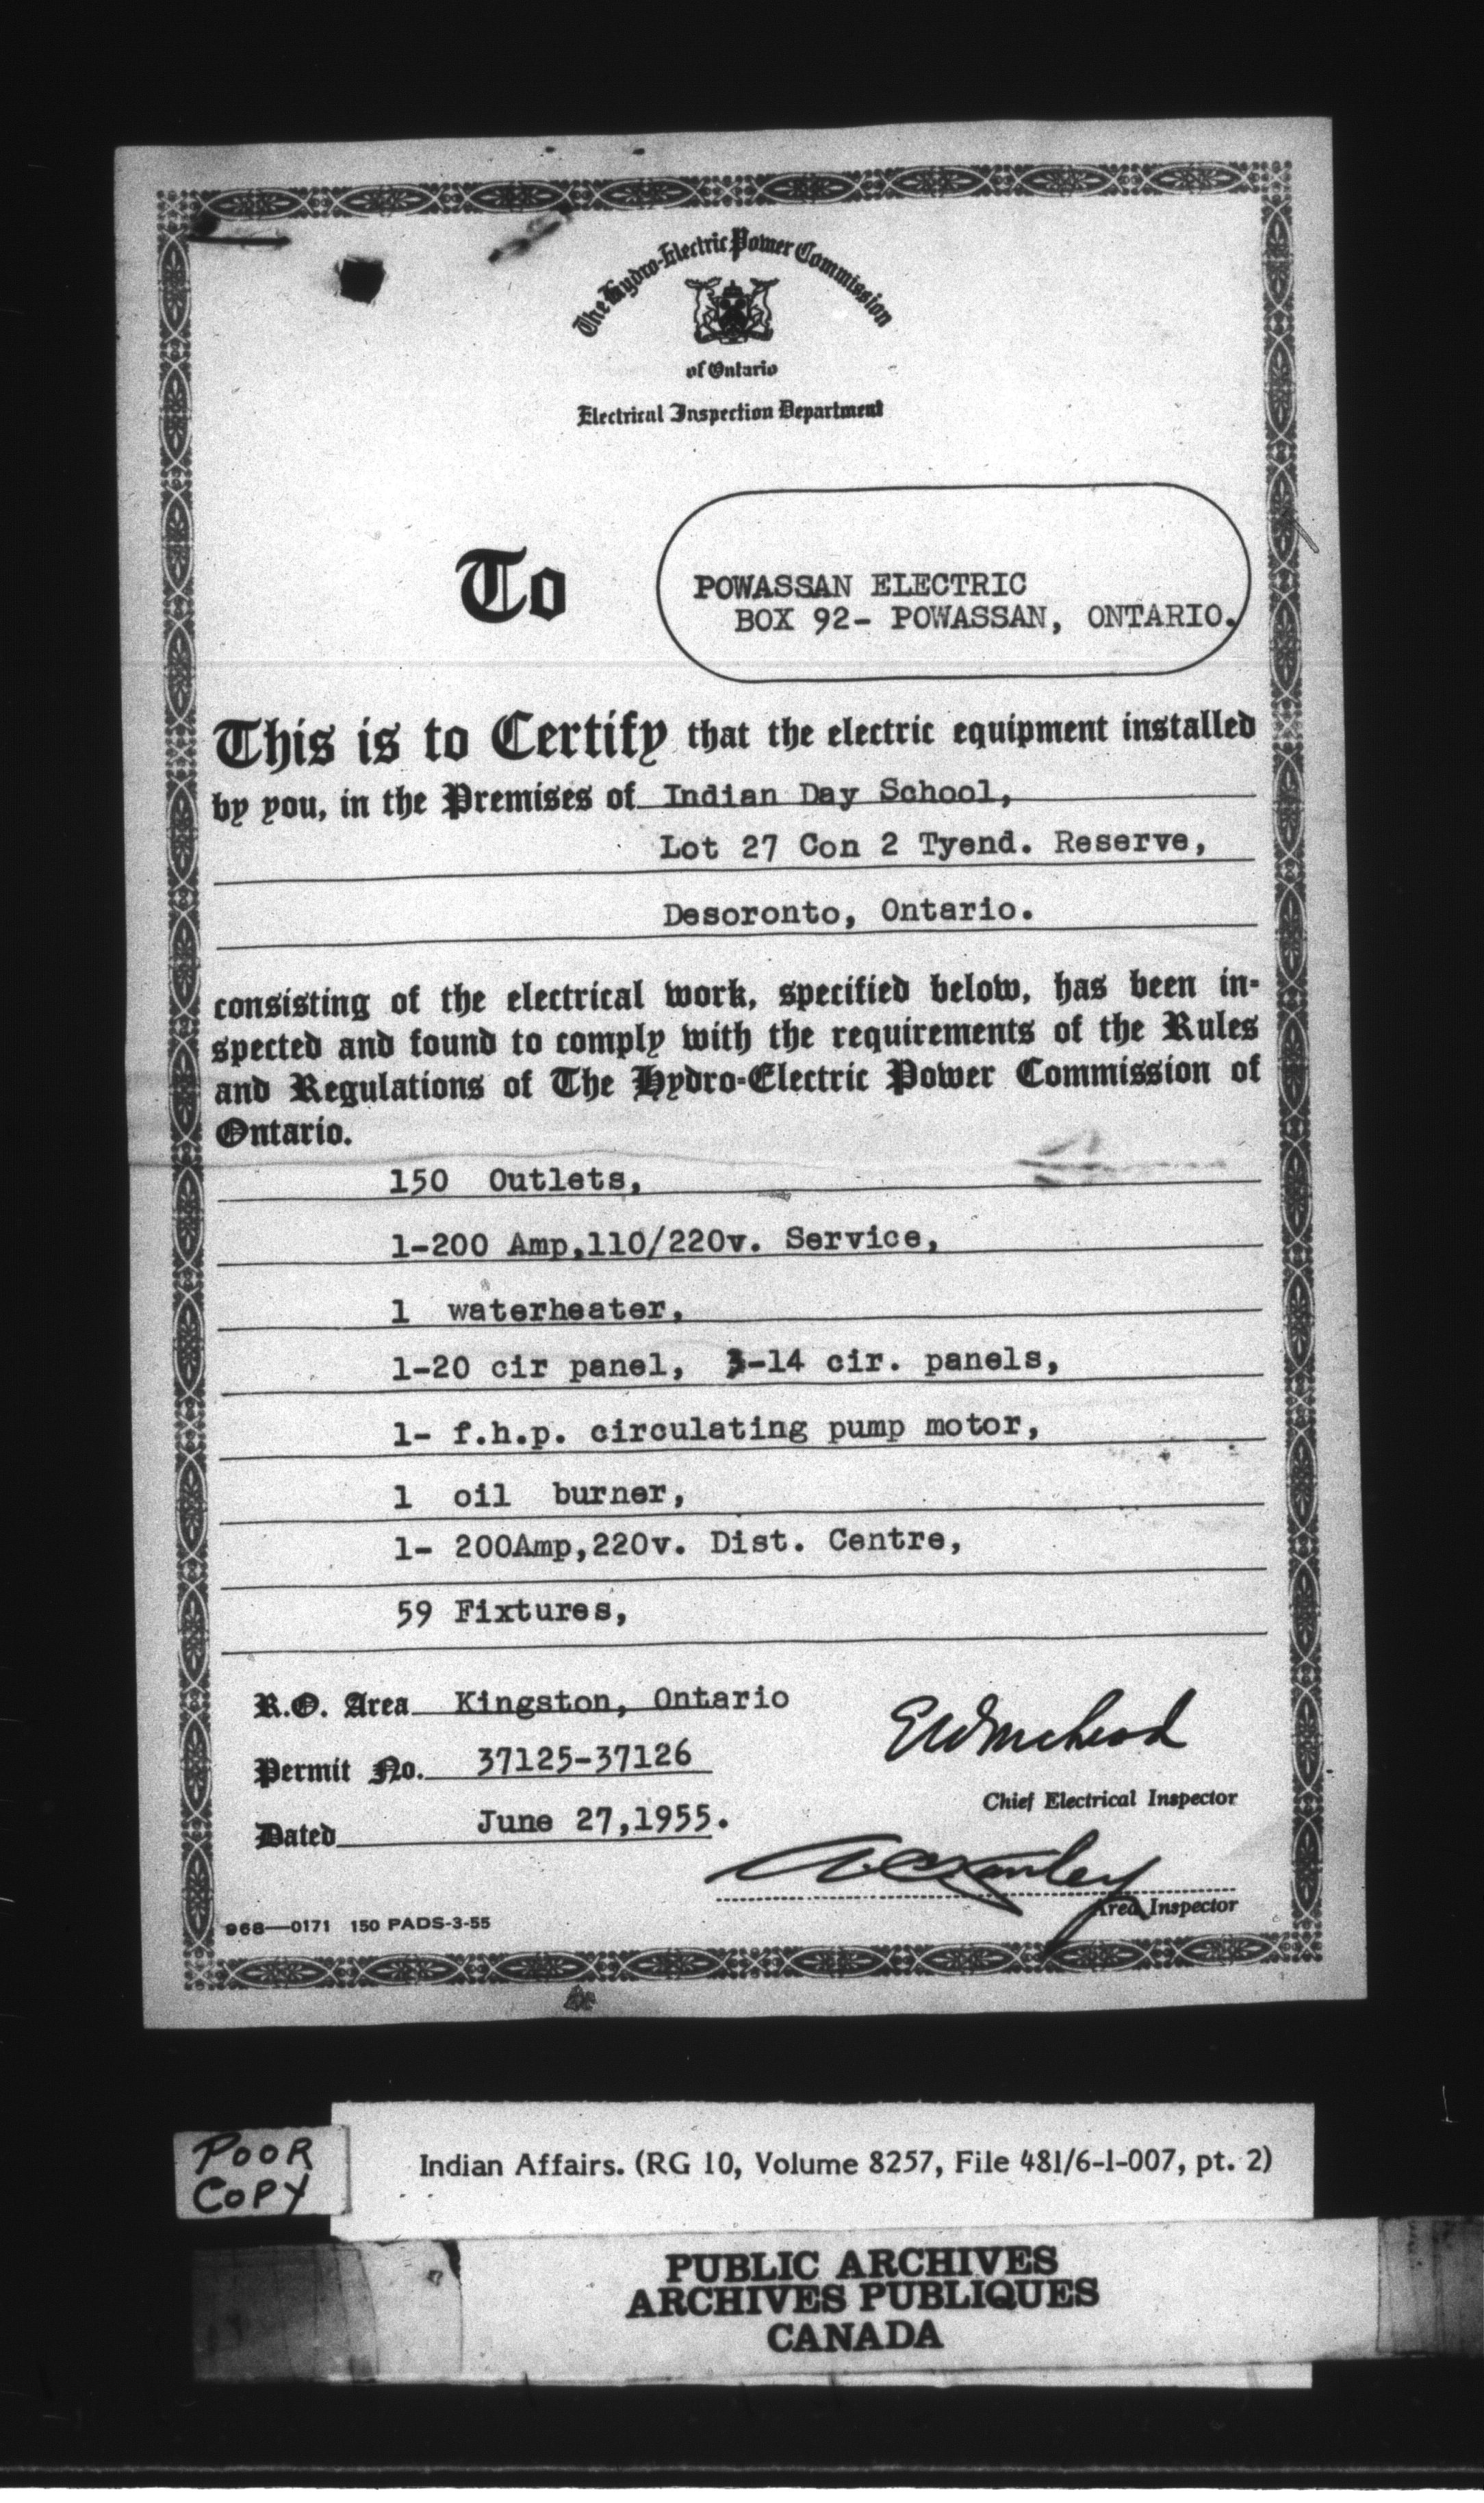 The Hydro-Electric Power Commission
of Ontario
Electrical Inspection Department
To
POWASSAN ELECTRIC
BOX 92- POWASSAN, ONTARIO.
This is to Certify that the electric equipment installed
by you, in the Premises of Indian Day School,
Lot 27 Con 2 Tyend. Reserve,
Desoronto, Ontario.
consisting of the electrical work, specified below, has been in-
spected and found to comply with the requirements of the Rules
and Regulations of The Hydro-Electric Power Commission of
Ontario.
150 Outlets,
1-200 Amp,110/220v. Service,
1 waterheater,
1-20 cir panel, 3-14 cir. panels,
1- f.h.p. circulating pump motor,
1 oil burner,
1- 200Amp,220v. Dist. Centre,
59 Fixtures,
R.O. Area Kingston, Ontario
Permit No. 37125-37126
Chief Electrical Inspector
Dated June 27,1955.
Area Inspector
968-0171 150 PADS-3-55
POOR
COPY
Indian Affairs. (RG 10, Volume 8257, File 481/6-1-007, pt. 2)
PUBLIC ARCHIVES
ARCHIVES PUBLIQUES
CANADA